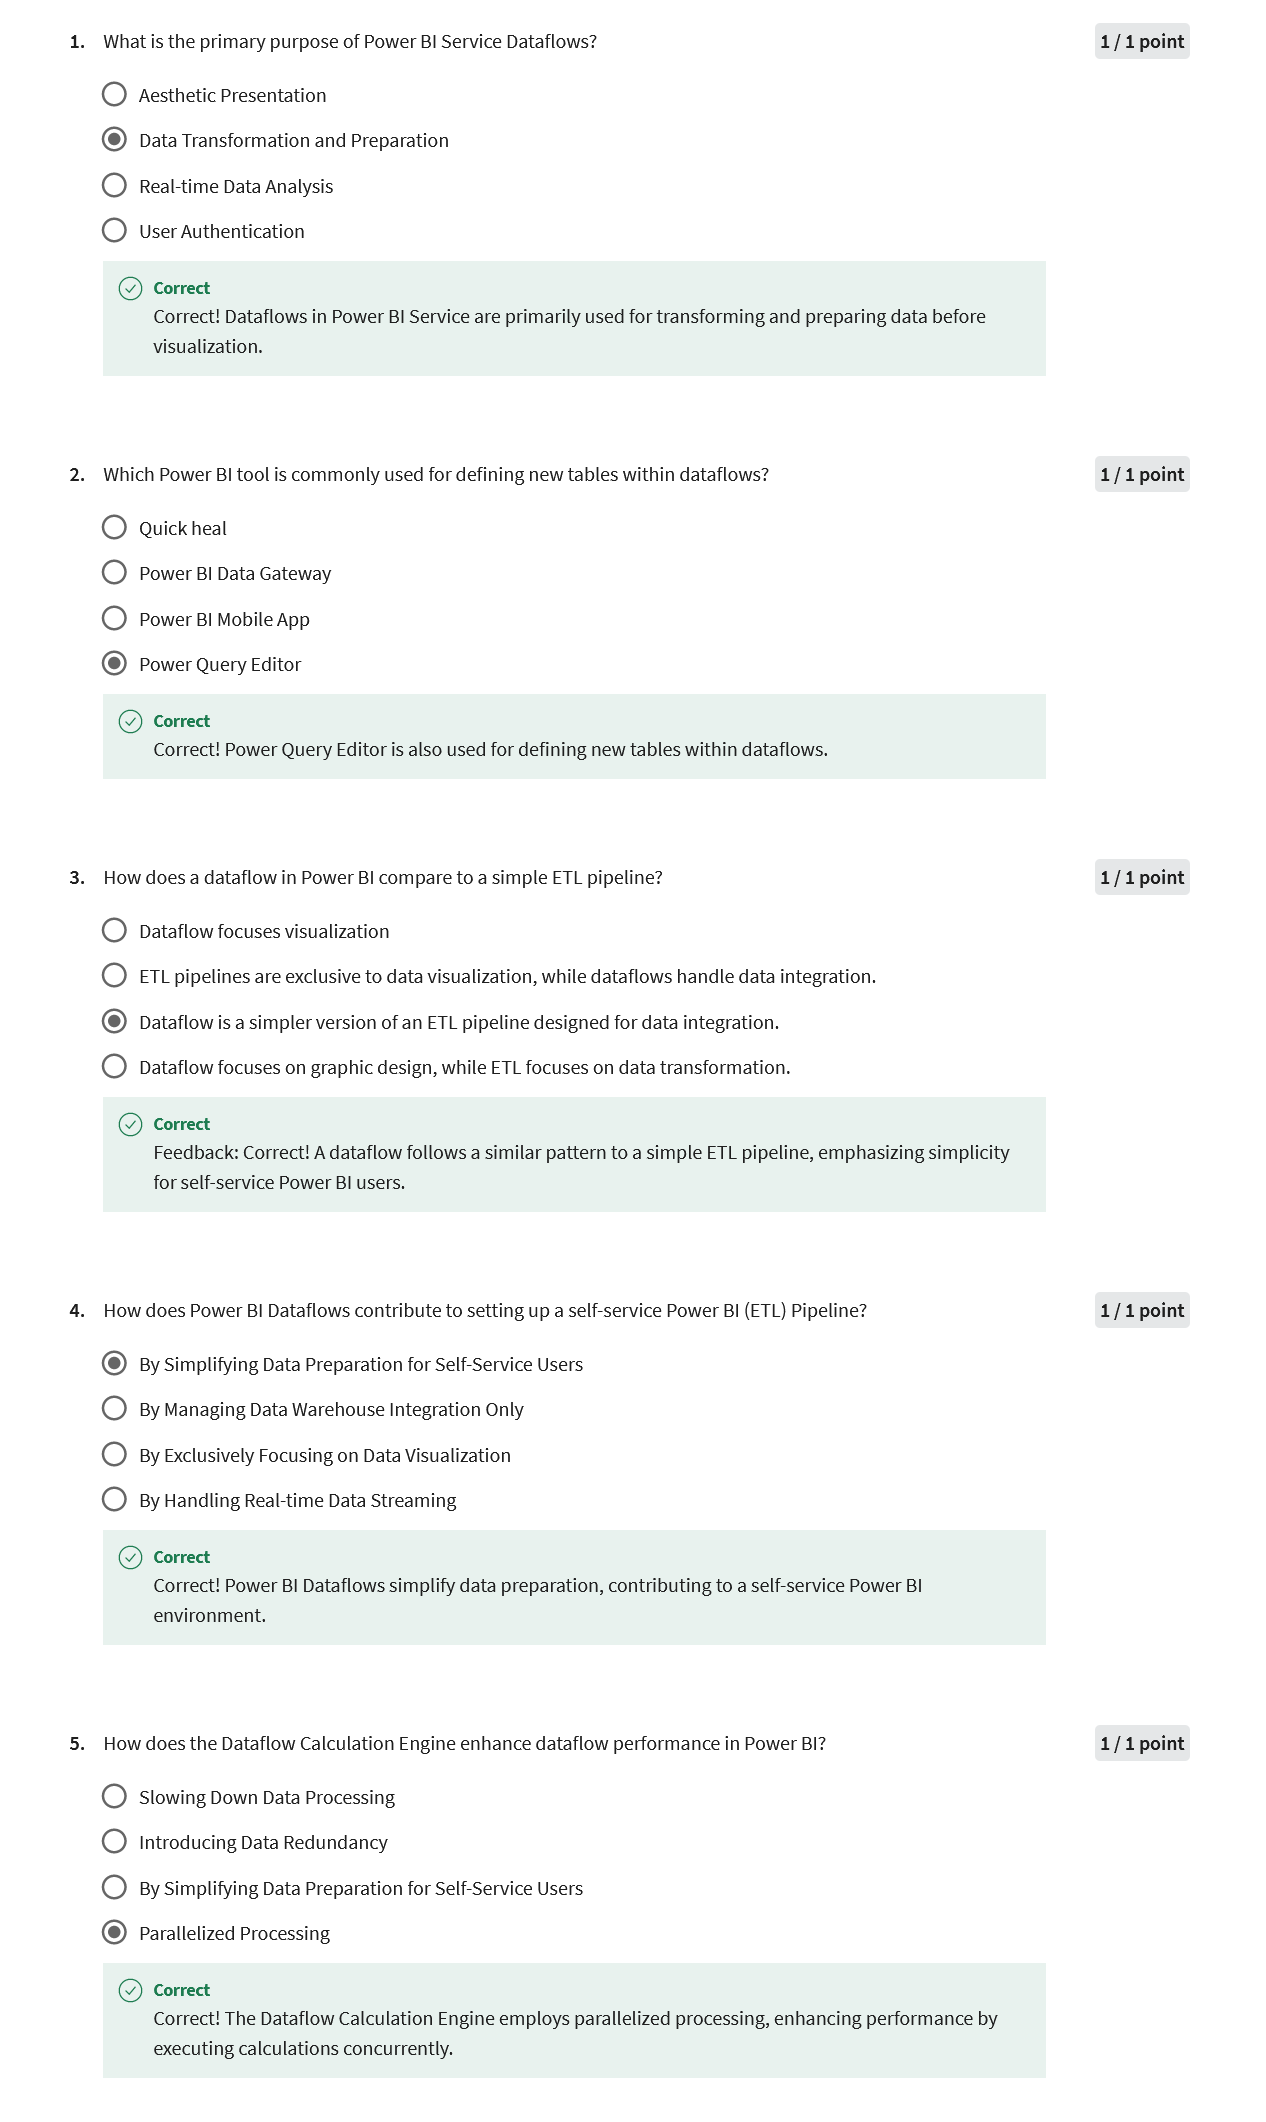 1. What is the primary purpose of Power BI Service Dataflows? 1 / 1 point
Aesthetic Presentation
Data Transformation and Preparation
Real-time Data Analysis
User Authentication
Correct
Correct! Dataflows in Power BI Service are primarily used for transforming and preparing data before
visualization.
2. Which Power BI tool is commonly used for defining new tables within dataflows? 1 / 1 point
Quick heal
Power BI Data Gateway
Power BI Mobile App
Power Query Editor
Correct
Correct! Power Query Editor is also used for defining new tables within dataflows.
3. How does a dataflow in Power BI compare to a simple ETL pipeline? 1 / 1 point
Dataflow focuses visualization
ETL pipelines are exclusive to data visualization, while dataflows handle data integration.
Dataflow is a simpler version of an ETL pipeline designed for data integration.
Dataflow focuses on graphic design, while ETL focuses on data transformation.
Correct
Feedback: Correct! A dataflow follows a similar pattern to a simple ETL pipeline, emphasizing simplicity
for self-service Power BI users.
4. How does Power BI Dataflows contribute to setting up a self-service Power BI (ETL) Pipeline? 1 / 1 point
By Simplifying Data Preparation for Self-Service Users
By Managing Data Warehouse Integration Only
By Exclusively Focusing on Data Visualization
By Handling Real-time Data Streaming
Correct
Correct! Power BI Dataflows simplify data preparation, contributing to a self-service Power BI
environment.
5. How does the Dataflow Calculation Engine enhance dataflow performance in Power BI? 1 / 1 point
Slowing Down Data Processing
Introducing Data Redundancy
By Simplifying Data Preparation for Self-Service Users
Parallelized Processing
Correct
Correct! The Dataflow Calculation Engine employs parallelized processing, enhancing performance by
executing calculations concurrently.